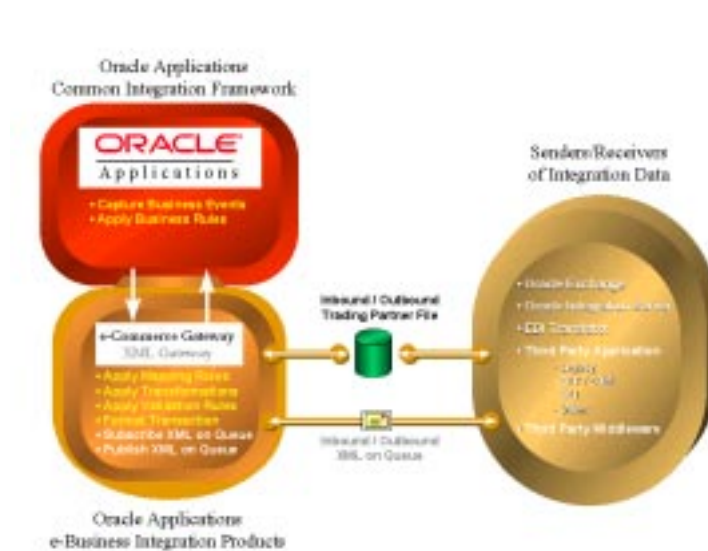 Oracle Applications
Common Integration Framework
ORACLE
Applications
• Capture Business Events
• Apply Business Rules
Senders/Receivers
of Integration Data
• Oracle Exchange
• Oracle Integration
• EDI Translator
• Third Party Application
- Legacy
• Third Party Middleware
Inbound / Outbound
Trading Partner File
e-Commerce Gateway
XML Gateway
• Apply Mapping Rules
• Apply Transformations
• Apply Validation Rules
• Format Transaction
• Subscribe XML on Queue
• Publish XML on Queue
Inbound / Outbound
XML on Queue
Oracle Applications
e-Business Integration Products